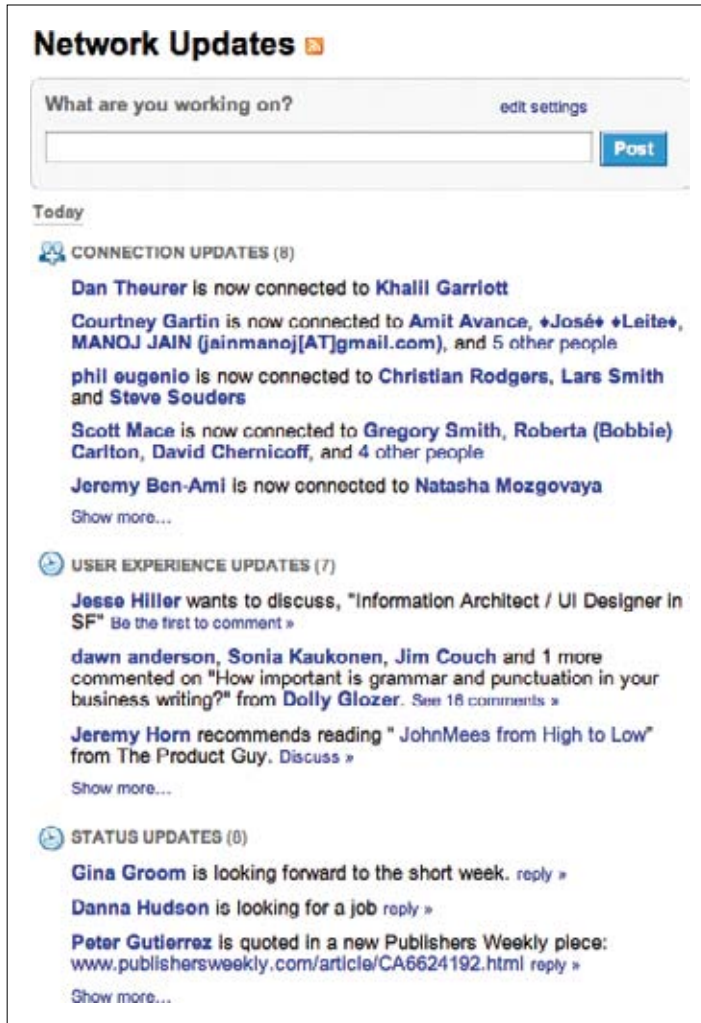 Network Updates
What are you working on?
edit settings
Post
Today
CONNECTION UPDATES (8)
Dan Theurer is now connected to Khalil Garriott
Courtney Gartin is now connected to Amit Avance, ♦José♦ ♦Leite♦,
MANOJ JAIN (jainmanoj[AT]gmail.com), and 5 other people
phil eugenio is now connected to Christian Rodgers, Lars Smith
and Steve Souders
Scott Mace is now connected to Gregory Smith, Roberta (Bobbie)
Carlton, David Chernicoff, and 4 other people
Jeremy Ben-Ami is now connected to Natasha Mozgovaya
Show more...
USER EXPERIENCE UPDATES (7)
Jesse Hiller wants to discuss, "Information Architect / UI Designer in
SF" Be the first to comment »
dawn anderson, Sonia Kaukonen, Jim Couch and 1 more
commented on "How important is grammar and punctuation in your
business writing?" from Dolly Glozer. See 16 comments »
Jeremy Horn recommends reading " JohnMees from High to Low"
from The Product Guy. Discuss »
Show more...
STATUS UPDATES (6)
Gina Groom is looking forward to the short week. reply »
Danna Hudson is looking for a job reply »
Peter Gutierrez is quoted in a new Publishers Weekly piece:
www.publishersweekly.com/article/CA6624192.html reply »
Show more...